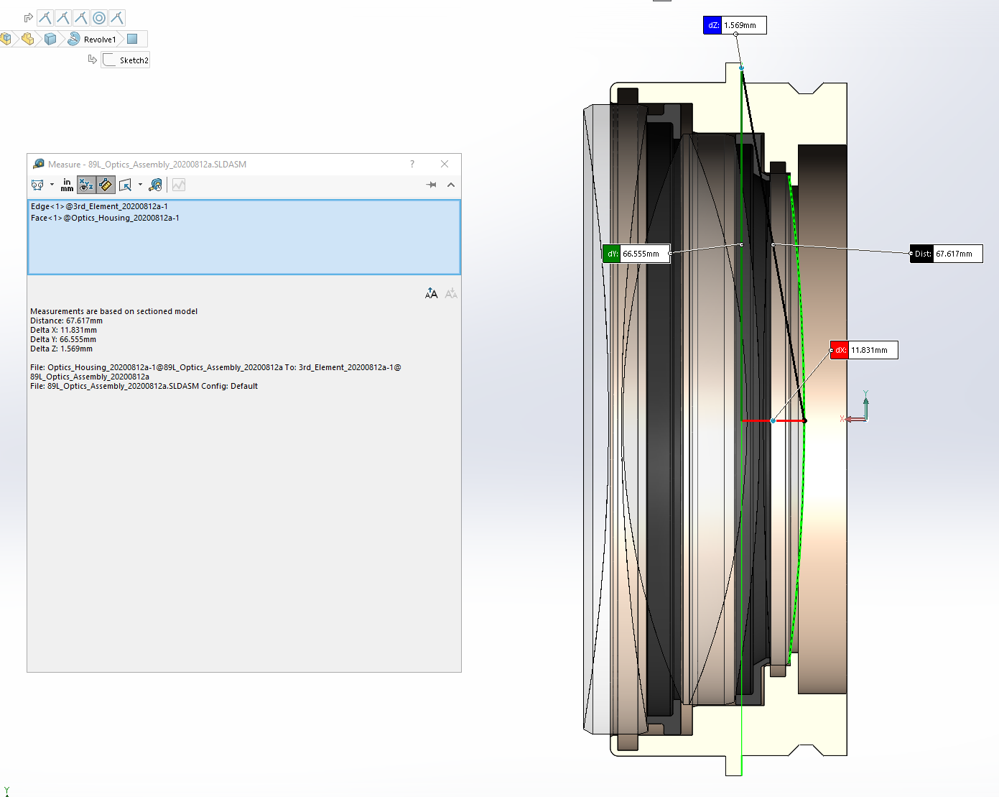 dZ: 1.569mm
Revolve1
Sketch2
Measure - 89L_Optics_Assembly_20200812a.SLDASM ? ×
in
mm
Edge<1>@3rd_Element_20200812a-1
Face<1>@Optics_Housing_20200812a-1
dY: 66.555mm
Dist: 67.617mm
AA AA
Measurements are based on sectioned model
Distance: 67.617mm
Delta X: 11.831mm
Delta Y: 66.555mm
Delta Z: 1.569mm
dX: 11.831mm
File: Optics_Housing_20200812a-1@89L_Optics_Assembly_20200812a To: 3rd_Element_20200812a-1@
89L_Optics_Assembly_20200812a
File: 89L_Optics_Assembly_20200812a.SLDASM Config: Default
Y
X
Y